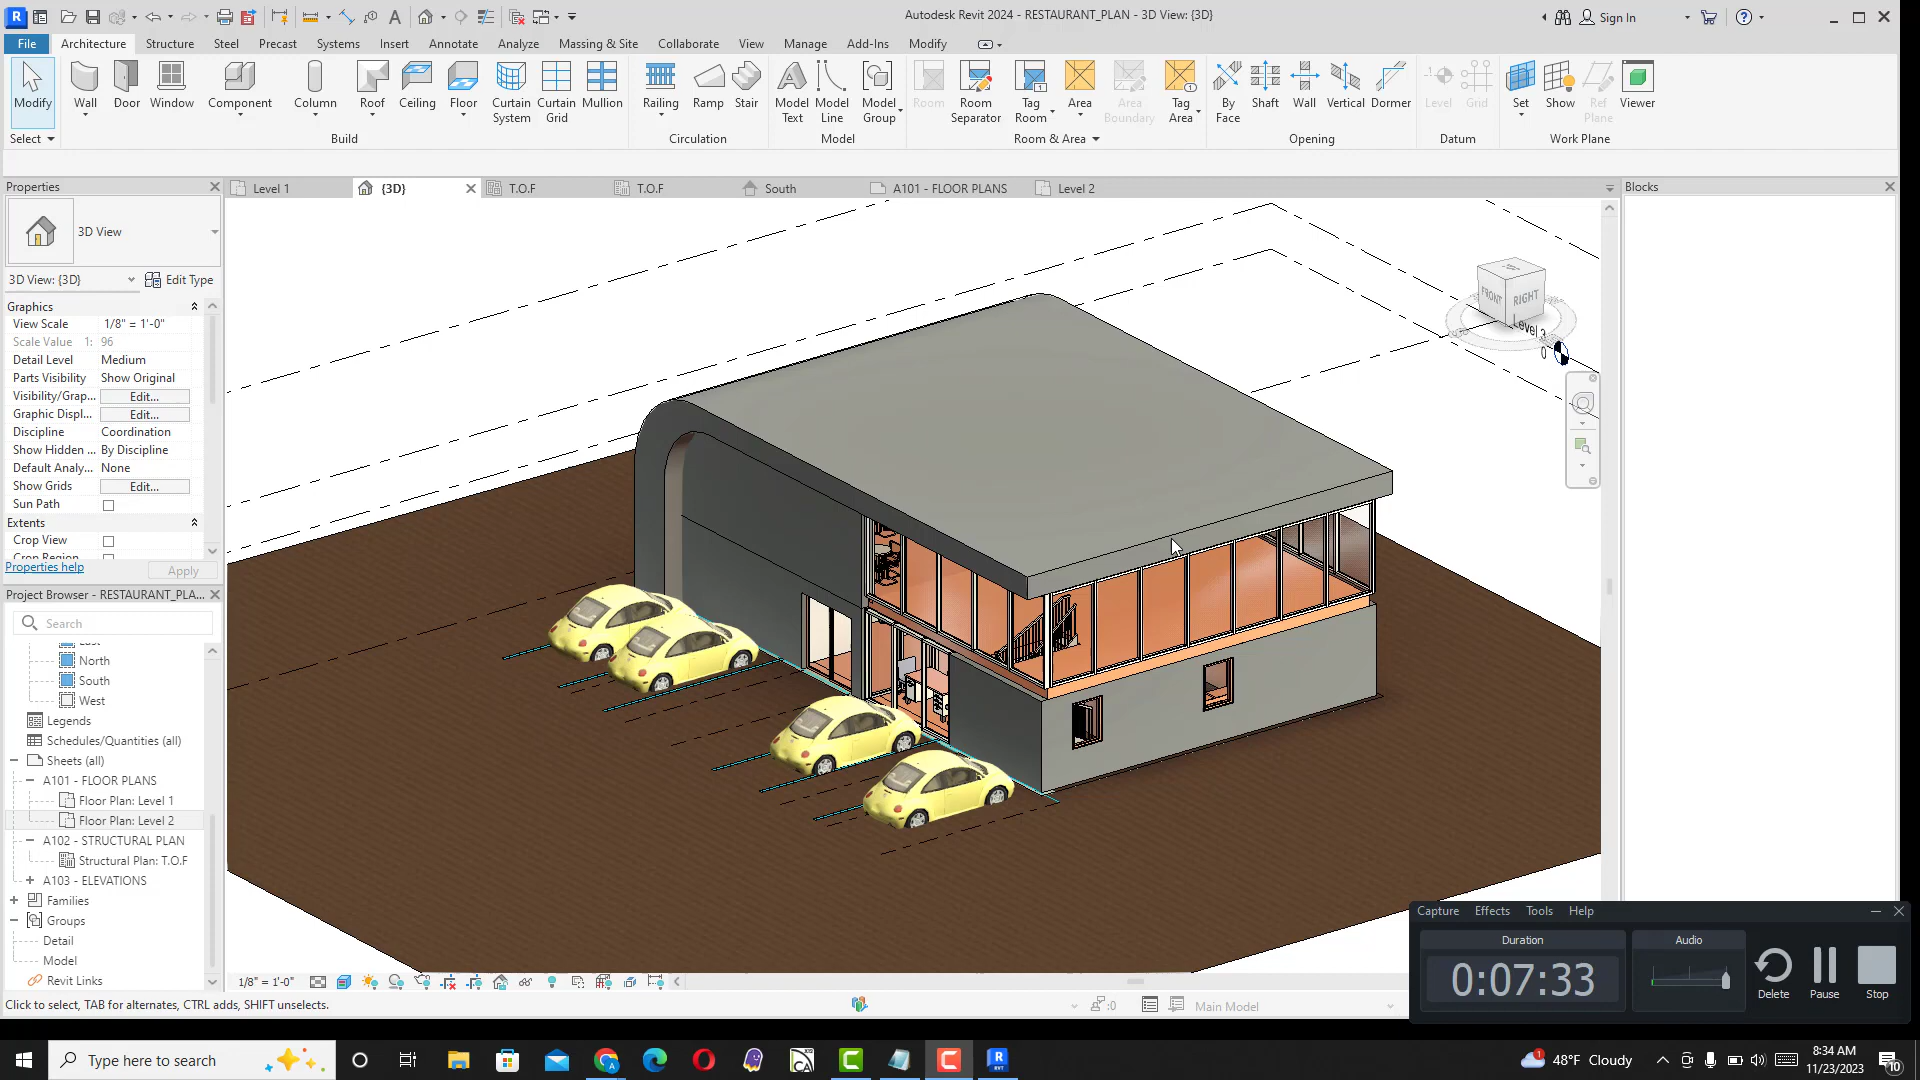 Autodesk Revit 2024 - RESTAURANT_PLAN - 3D View: {3D}
Sign In
File Architecture Structure Steel Precast Systems Insert Annotate Analyze Massing & Site Collaborate View Manage Add-Ins Modify
Modify
Wall
Door
Window
Component
Column
Roof
Ceiling
Floor
Curtain System
Curtain Grid
Mullion
Railing
Ramp
Stair
Model Text
Model Line
Model Group
Room
Room Separator
Tag Room
Area
Area Boundary
Tag Area
By Face
Shaft
Wall
Vertical
Dormer
Level
Grid
Set
Show
Ref Plane
Viewer
Select
Build
Circulation
Model
Room & Area
Opening
Datum
Work Plane
Properties
Level 1
{3D}
T.O.F
T.O.F
South
A101 - FLOOR PLANS
Level 2
Blocks
3D View
3D View: {3D}
Edit Type
Graphics
View Scale 1/8" = 1'-0"
Scale Value 1: 96
Detail Level Medium
Parts Visibility Show Original
Visibility/Grap... Edit...
Graphic Displ... Edit...
Discipline Coordination
Show Hidden ... By Discipline
Default Analy... None
Show Grids Edit...
Sun Path
Extents
Crop View
Crop Region
Properties help
Apply
FRONT
RIGHT
Level 3
0
Project Browser - RESTAURANT_PLA...
Search
East
North
South
West
Legends
Schedules/Quantities (all)
Sheets (all)
A101 - FLOOR PLANS
Floor Plan: Level 1
Floor Plan: Level 2
A102 - STRUCTURAL PLAN
Structural Plan: T.O.F
A103 - ELEVATIONS
Families
Groups
Detail
Model
Revit Links
1/8" = 1'-0"
Click to select, TAB for alternates, CTRL adds, SHIFT unselects.
:0
Main Model
Capture Effects Tools Help
Duration
0:07:33
Audio
Delete
Pause
Stop
Type here to search
48°F Cloudy
8:34 AM
11/23/2023
10